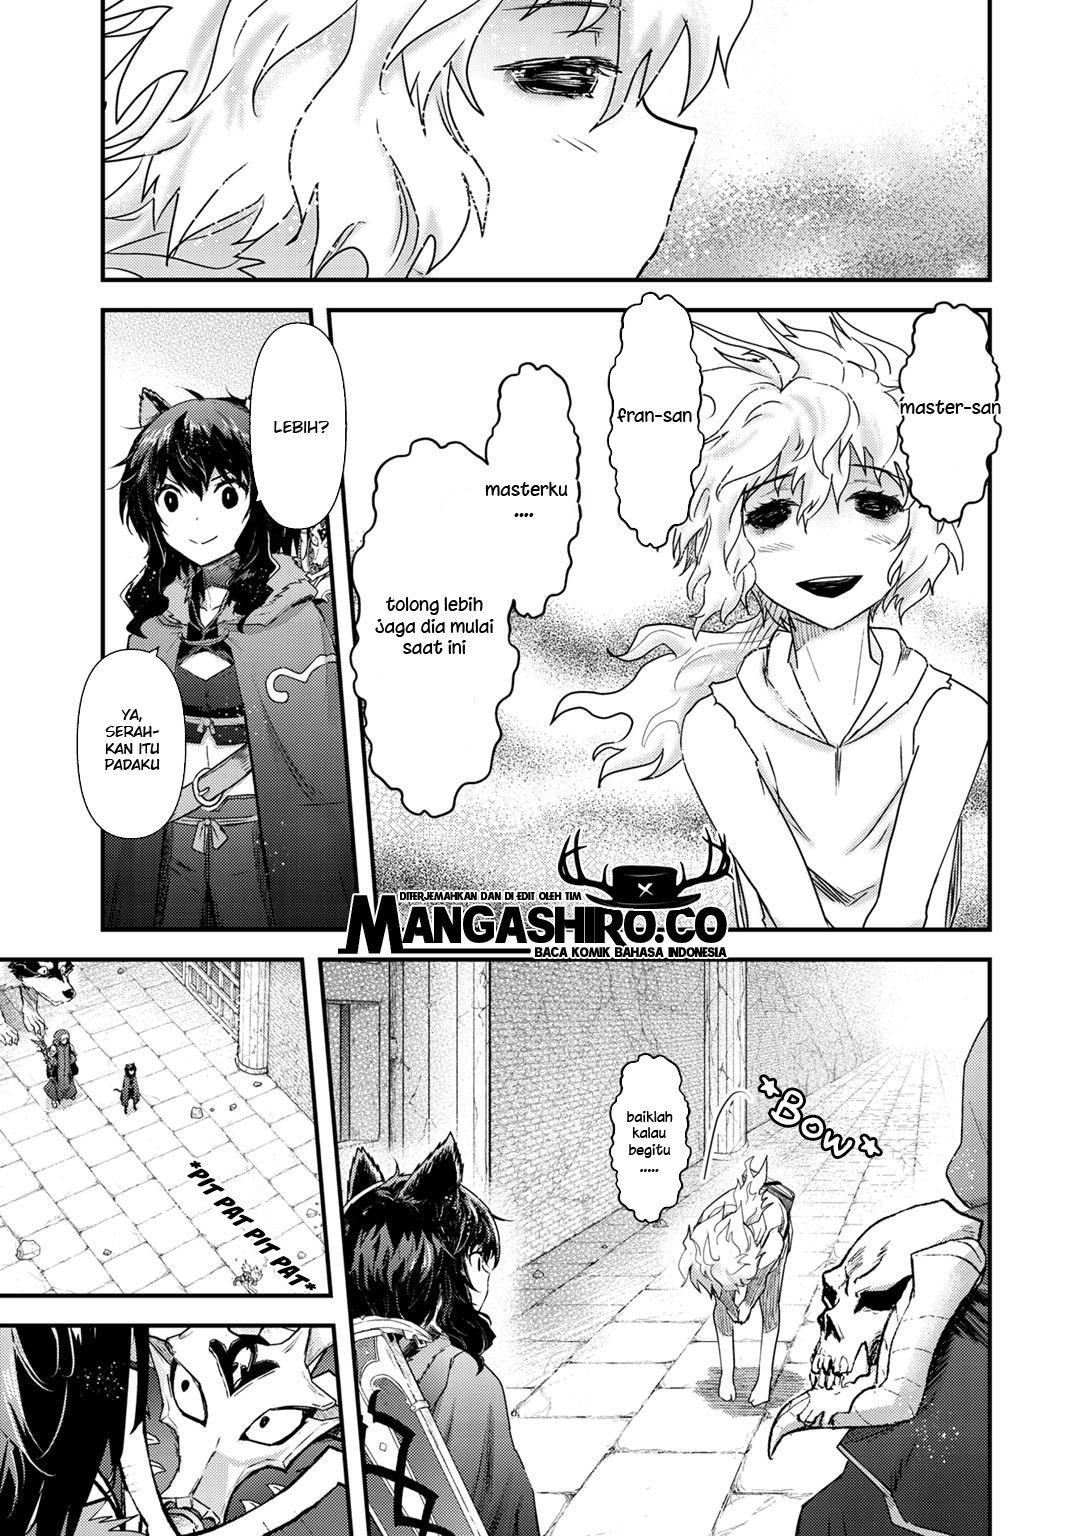 master-san
fran-san
masterku
....
tolong lebih
jaga dia mulai
saat ini
LEBIH?
YA,
SERAH-
KAN ITU
PADAKU
DITERJEMAHKAN DAN DI EDIT OLEH TIM
MANGASHIRO.CO
BACA KOMIK BAHASA INDONESIA
baiklah
kalau
begitu
.....
*BOW*
*PIT PAT PIT PAT*